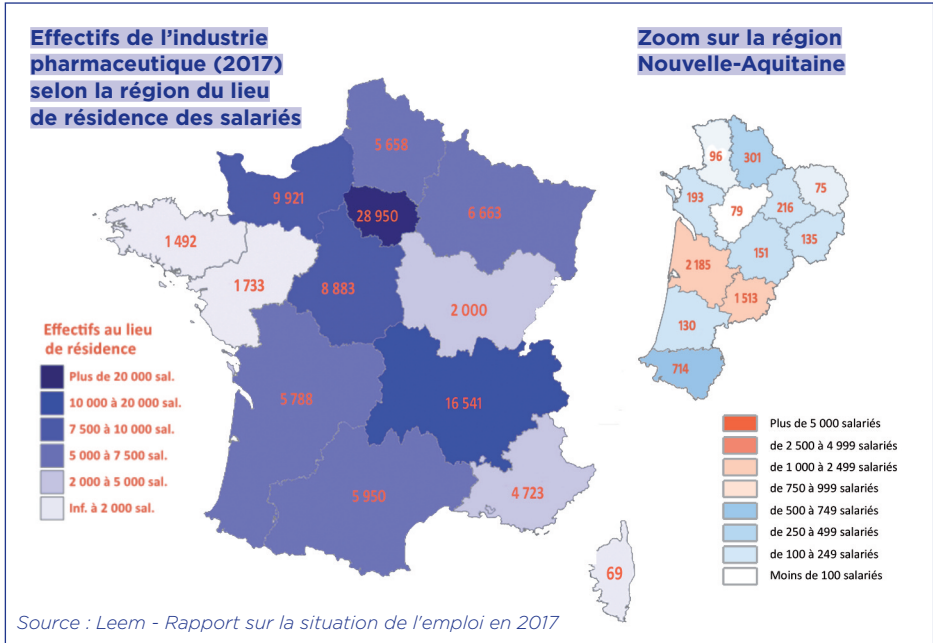 Effectifs de l'industrie
pharmaceutique (2017)
selon la région du lieu
de résidence des salariés
5 658
9 921
28 950
6 663
1 492
1 733
8 883
2 000
5 788
16 541
5 950
4 723
69
Effectifs au lieu
de résidence
Plus de 20 000 sal.
10 000 à 20 000 sal.
7 500 à 10 000 sal.
5 000 à 7 500 sal.
2 000 à 5 000 sal.
Inf. à 2 000 sal.
Zoom sur la région
Nouvelle-Aquitaine
96
301
193
79
216
75
151
135
2 185
1 513
130
714
Plus de 5 000 salariés
de 2 500 à 4 999 salariés
de 1 000 à 2 499 salariés
de 750 à 999 salariés
de 500 à 749 salariés
de 250 à 499 salariés
de 100 à 249 salariés
Moins de 100 salariés
Source : Leem - Rapport sur la situation de l'emploi en 2017